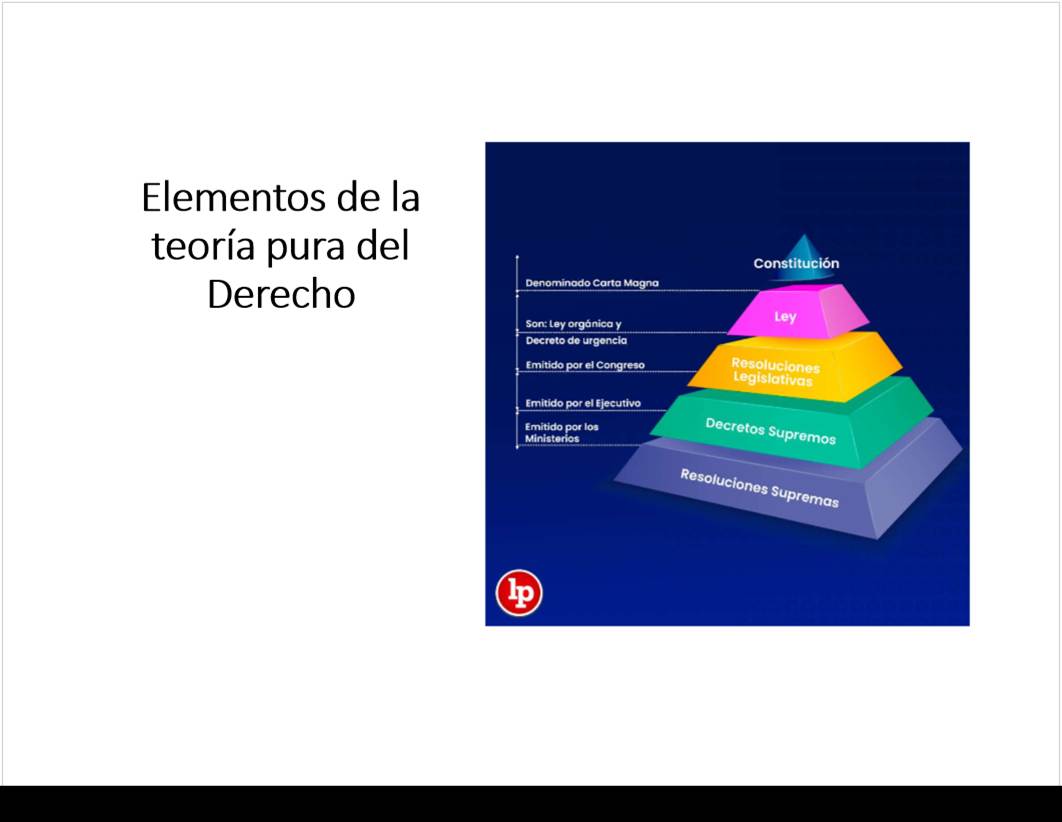 Elementos de la
teoría pura del
Derecho
Constitución
Denominado Carta Magna
Ley
Son: Ley orgánica y
Decreto de urgencia
Resoluciones
Legislativas
Emitido por el Congreso
Emitido por el Ejecutivo
Decretos Supremos
Emitido por los
Ministerios
Resoluciones Supremas
lp